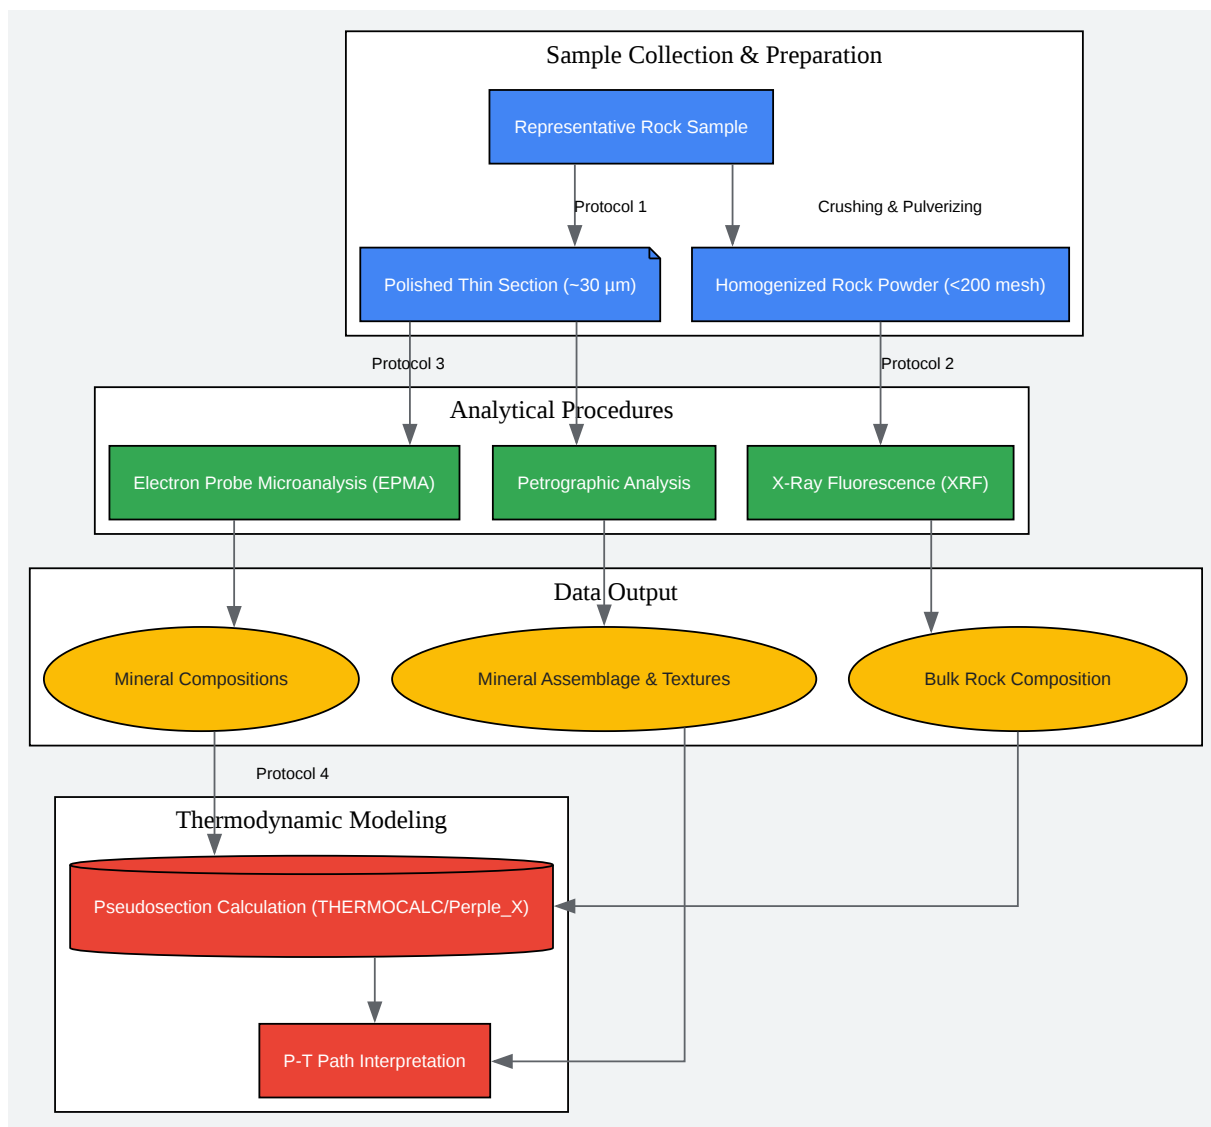 Sample Collection & Preparation
Representative Rock Sample
Protocol 1
Crushing & Pulverizing
Polished Thin Section (~30 µm)
Homogenized Rock Powder (<200 mesh)
Protocol 3
Protocol 2
Analytical Procedures
Electron Probe Microanalysis (EPMA)
Petrographic Analysis
X-Ray Fluorescence (XRF)
Data Output
Mineral Compositions
Mineral Assemblage & Textures
Bulk Rock Composition
Protocol 4
Thermodynamic Modeling
Pseudosection Calculation (THERMOCALC/Perple_X)
P-T Path Interpretation